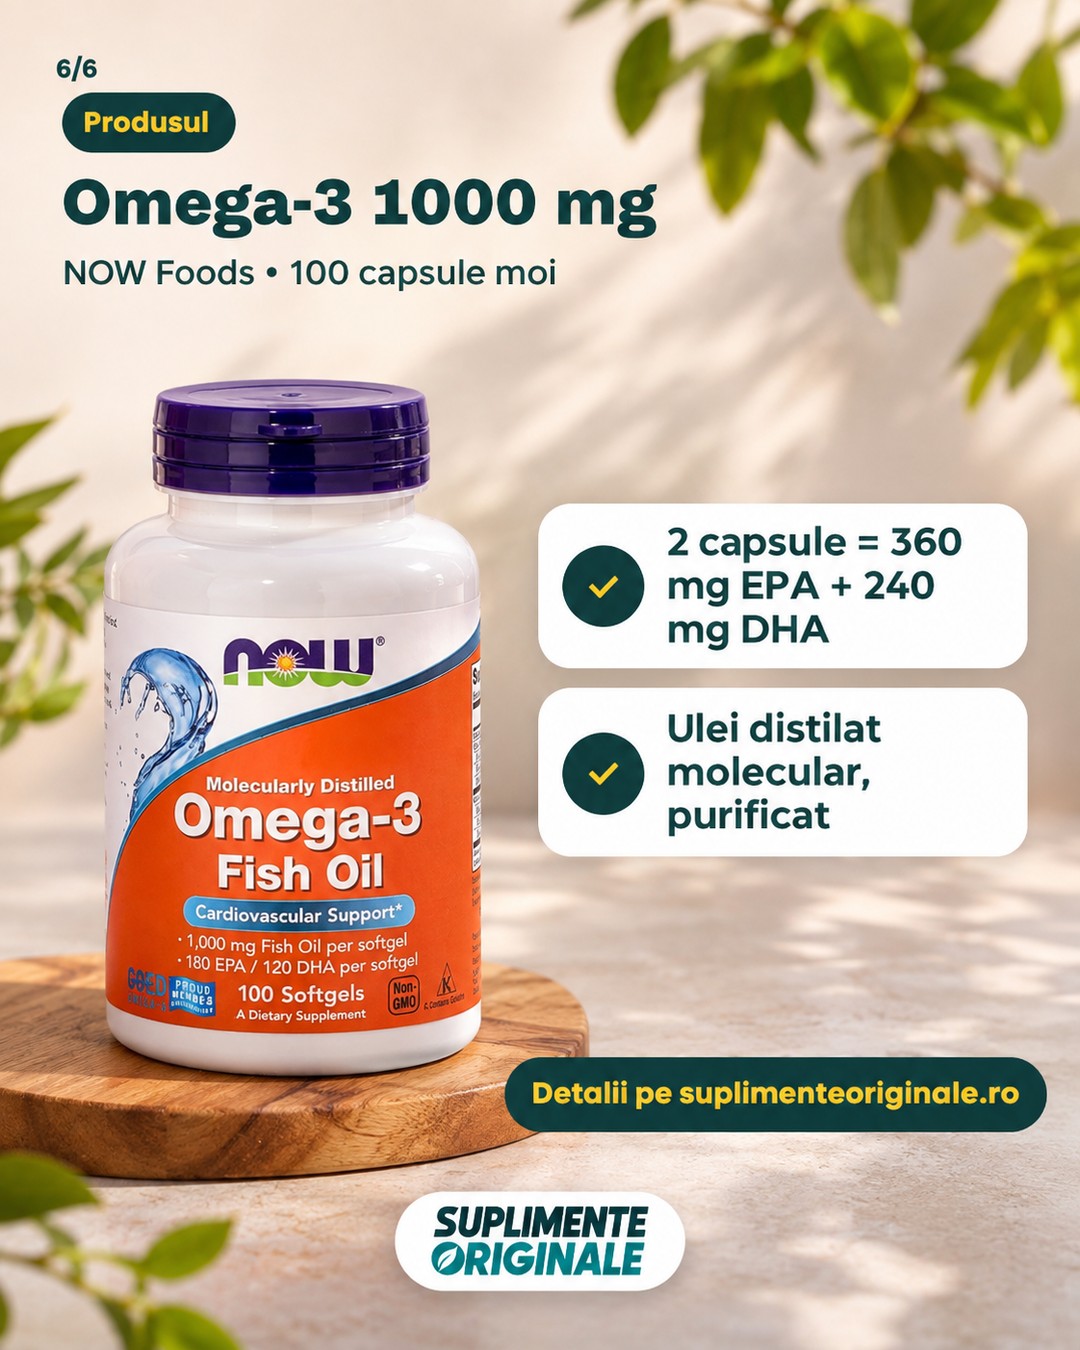 6/6
Produsul
Omega-3 1000 mg
NOW Foods • 100 capsule moi
2 capsule = 360
mg EPA + 240
mg DHA
Ulei distilat
molecular,
purificat
NOW®
Molecularly Distilled
Omega-3
Fish Oil
Cardiovascular Support*
• 1,000 mg Fish Oil per softgel
• 180 EPA / 120 DHA per softgel
GOED
PROUD
MEMBER
100 Softgels
A Dietary Supplement
Non-
GMO
K
Detalii pe suplimenteoriginale.ro
SUPLIMENTE
ORIGINALE